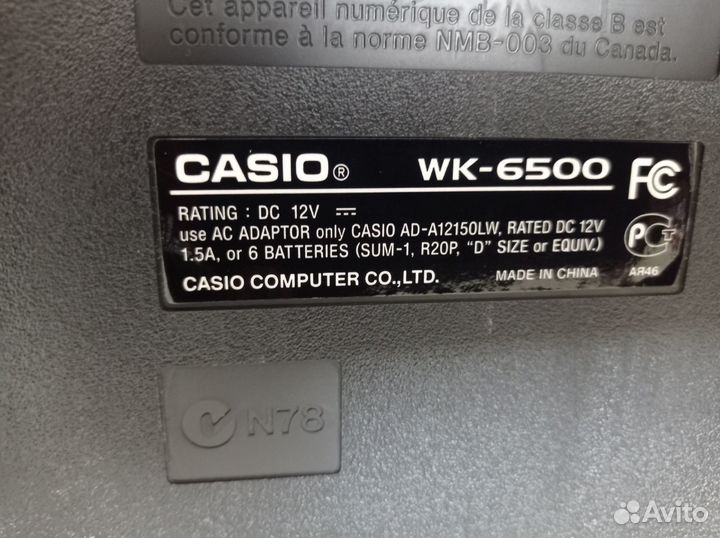 Cet appareil numérique de la classe B est
conforme à la norme NMB-003 du Canada.
CASIO® WK-6500 FC
RATING : DC 12V ⎓
use AC ADAPTOR only CASIO AD-A12150LW, RATED DC 12V
1.5A, or 6 BATTERIES (SUM-1, R20P, “D” SIZE or EQUIV.)
CASIO COMPUTER CO.,LTD. MADE IN CHINA
PCT
AR46
N78
Avito